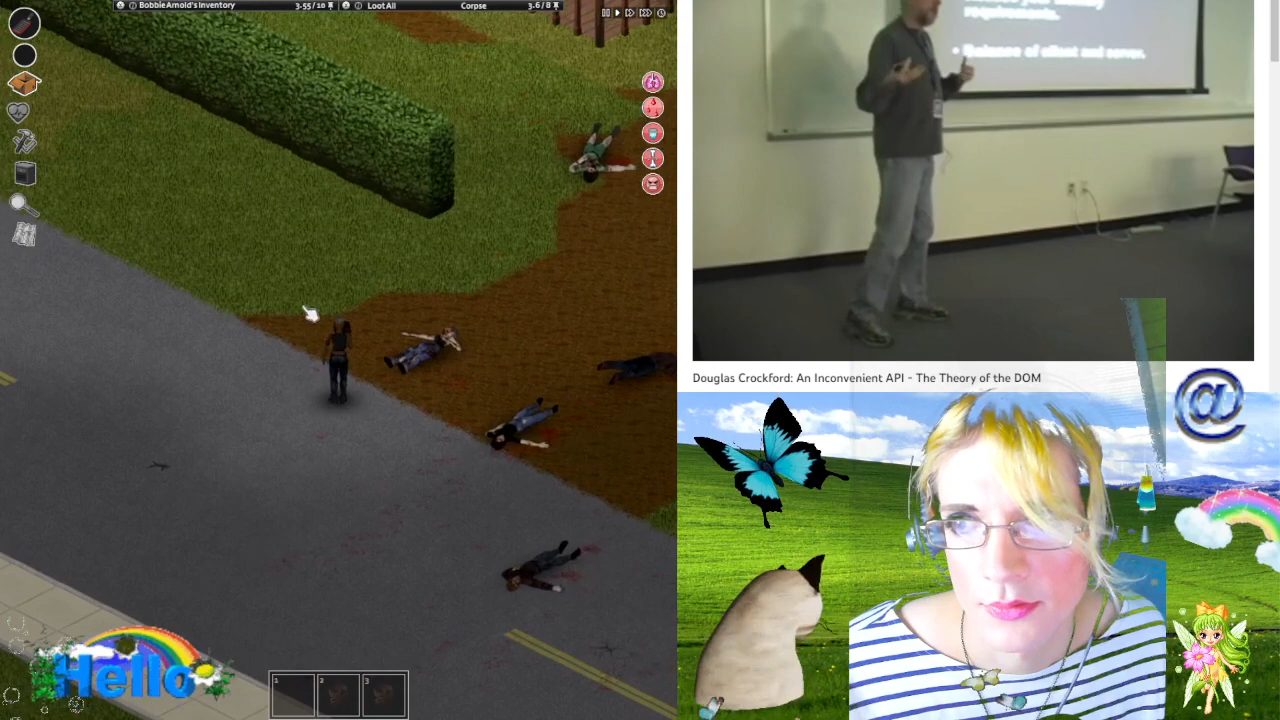 BobbieArnold's Inventory 3.55 / 10 Loot All Corpse 3.6 / 8
requirements.
• Balance of client and server.
Douglas Crockford: An Inconvenient API - The Theory of the DOM
@
Hello
1 2 3